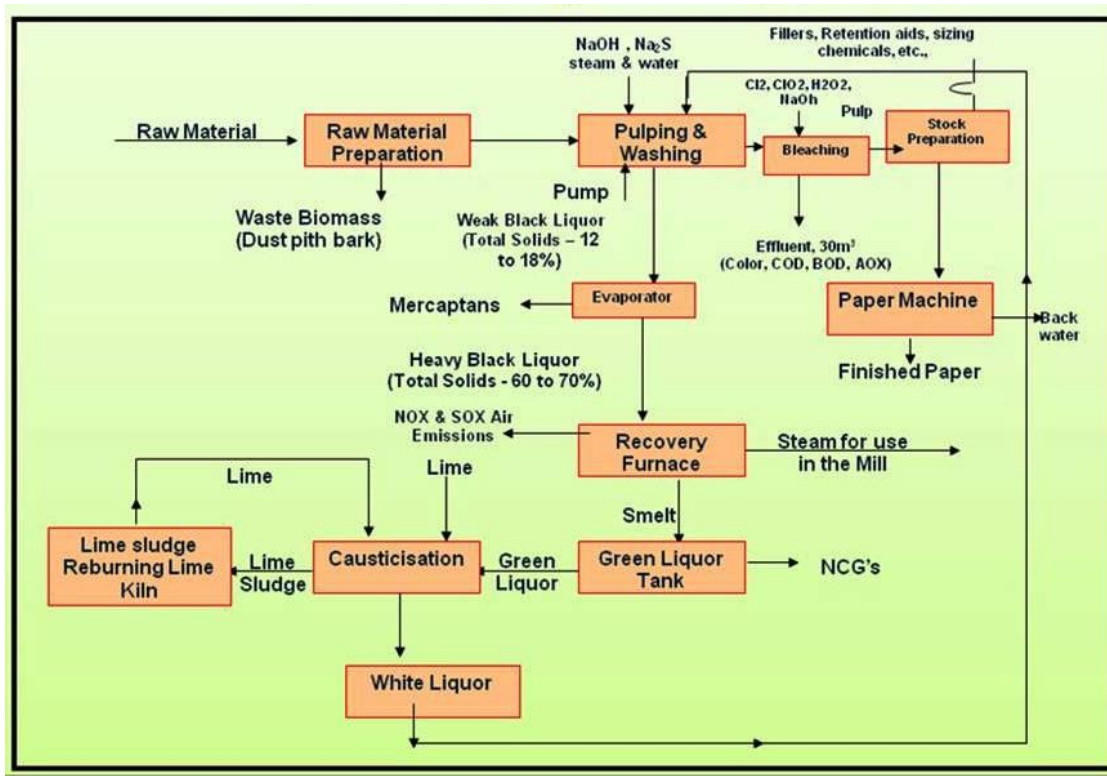 NaOH , Na₂S
steam & water
Fillers, Retention aids, sizing
chemicals, etc.,
Cl2, ClO2, H2O2,
NaOh
Pulp
Raw Material
Raw Material
Preparation
Pulping &
Washing
Bleaching
Stock
Preparation
Pump
Waste Biomass
(Dust pith bark)
Weak Black Liquor
(Total Solids – 12
to 18%)
Effluent, 30m³
(Color, COD, BOD, AOX)
Mercaptans
Evaporator
Paper Machine
Back
water
Finished Paper
Heavy Black Liquor
(Total Solids - 60 to 70%)
NOX & SOX Air
Emissions
Recovery
Furnace
Steam for use
in the Mill
Lime
Lime
Smelt
Lime sludge
Reburning Lime
Kiln
Lime
Sludge
Causticisation
Green
Liquor
Green Liquor
Tank
NCG's
White Liquor